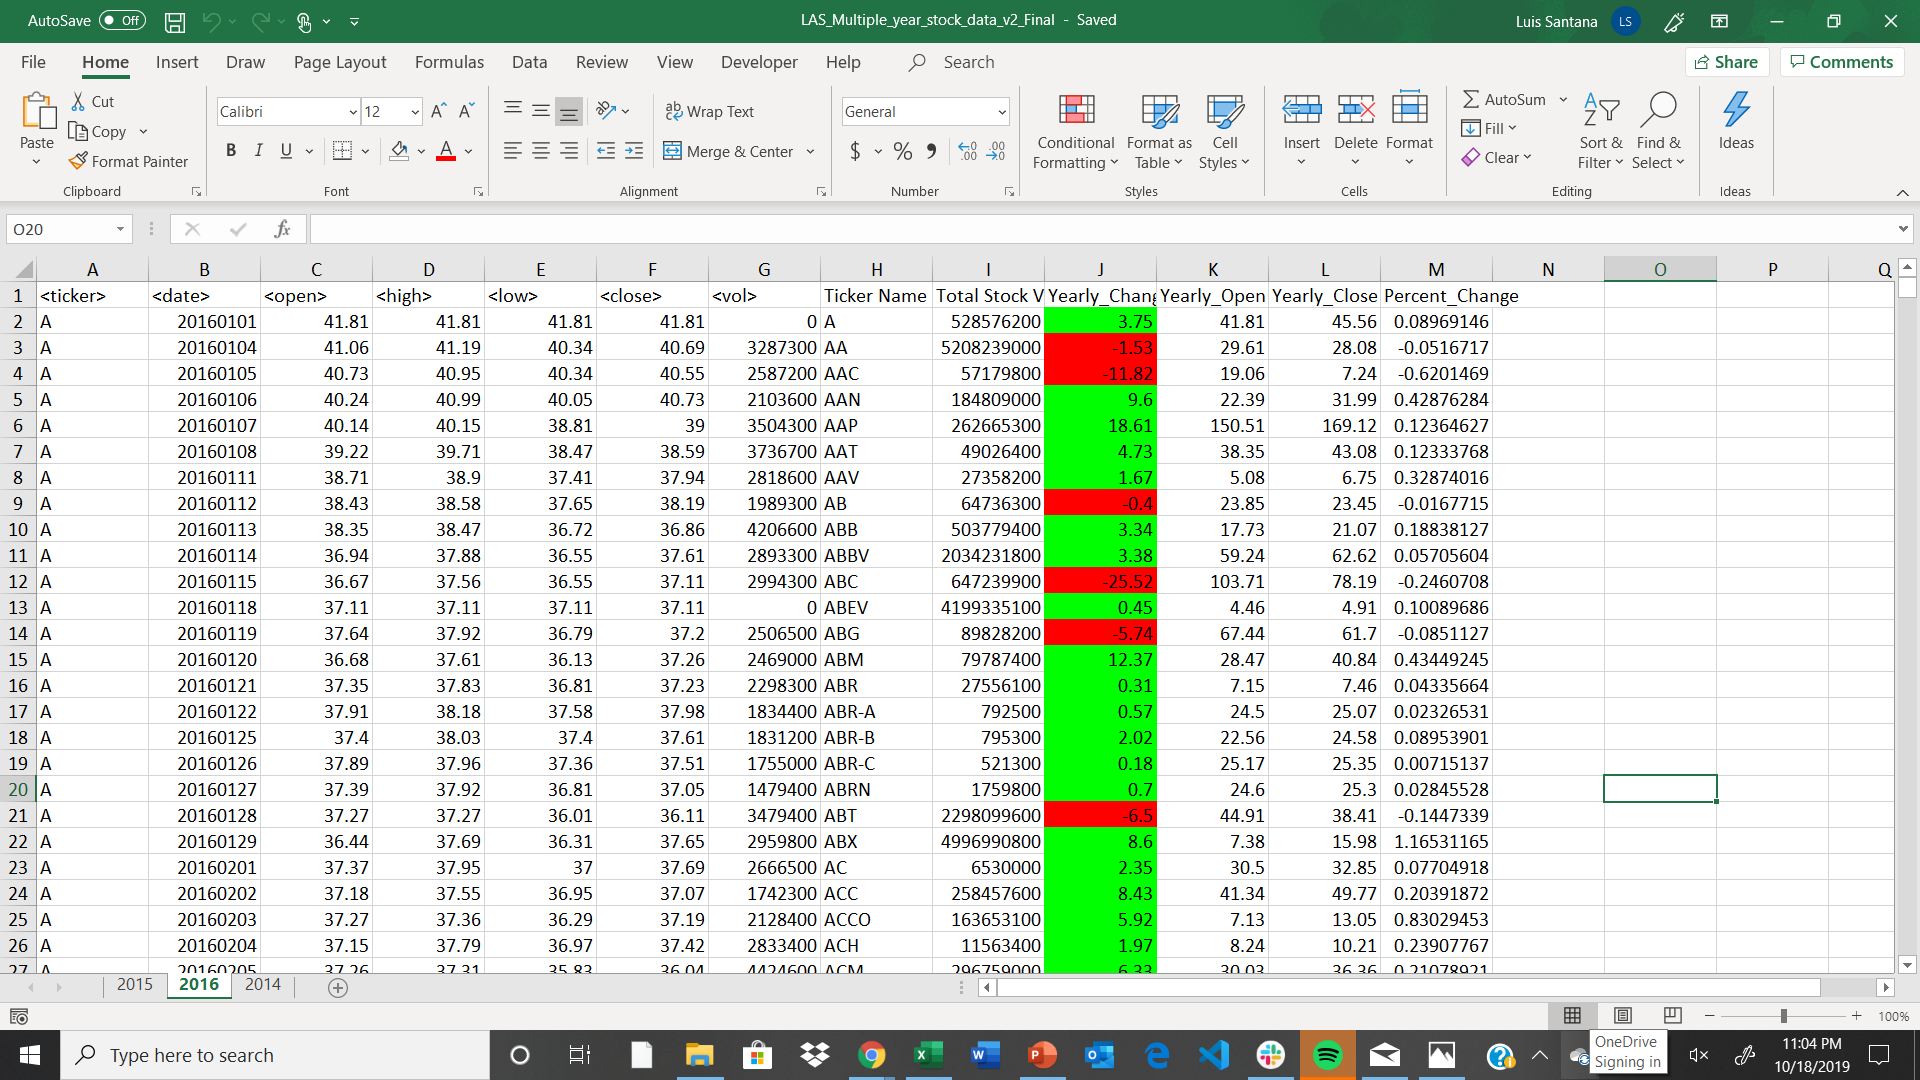 AutoSave Off LAS_Multiple_year_stock_data_v2_Final - Saved Luis Santana LS
File Home Insert Draw Page Layout Formulas Data Review View Developer Help Search Share Comments
Paste Cut Copy Format Painter Clipboard
Calibri 12 B I U A Font
Wrap Text Merge & Center Alignment
General $ % Number
Conditional Formatting Format as Table Cell Styles Styles
Insert Delete Format Cells
AutoSum Fill Clear Sort & Filter Find & Select Editing
Ideas Ideas
O20 fx
A B C D E F G H I J K L M N O P Q
1 <ticker> <date> <open> <high> <low> <close> <vol> Ticker Name Total Stock V Yearly_Chang Yearly_Open Yearly_Close Percent_Change
2 A 20160101 41.81 41.81 41.81 41.81 0 A 528576200 3.75 41.81 45.56 0.08969146
3 A 20160104 41.06 41.19 40.34 40.69 3287300 AA 5208239000 -1.53 29.61 28.08 -0.0516717
4 A 20160105 40.73 40.95 40.34 40.55 2587200 AAC 57179800 -11.82 19.06 7.24 -0.6201469
5 A 20160106 40.24 40.99 40.05 40.73 2103600 AAN 184809000 9.6 22.39 31.99 0.42876284
6 A 20160107 40.14 40.15 38.81 39 3504300 AAP 262665300 18.61 150.51 169.12 0.12364627
7 A 20160108 39.22 39.71 38.47 38.59 3736700 AAT 49026400 4.73 38.35 43.08 0.12333768
8 A 20160111 38.71 38.9 37.41 37.94 2818600 AAV 27358200 1.67 5.08 6.75 0.32874016
9 A 20160112 38.43 38.58 37.65 38.19 1989300 AB 64736300 -0.4 23.85 23.45 -0.0167715
10 A 20160113 38.35 38.47 36.72 36.86 4206600 ABB 503779400 3.34 17.73 21.07 0.18838127
11 A 20160114 36.94 37.88 36.55 37.61 2893300 ABBV 2034231800 3.38 59.24 62.62 0.05705604
12 A 20160115 36.67 37.56 36.55 37.11 2994300 ABC 647239900 -25.52 103.71 78.19 -0.2460708
13 A 20160118 37.11 37.11 37.11 37.11 0 ABEV 4199335100 0.45 4.46 4.91 0.10089686
14 A 20160119 37.64 37.92 36.79 37.2 2506500 ABG 89828200 -5.74 67.44 61.7 -0.0851127
15 A 20160120 36.68 37.61 36.13 37.26 2469000 ABM 79787400 12.37 28.47 40.84 0.43449245
16 A 20160121 37.35 37.83 36.81 37.23 2298300 ABR 27556100 0.31 7.15 7.46 0.04335664
17 A 20160122 37.91 38.18 37.58 37.98 1834400 ABR-A 792500 0.57 24.5 25.07 0.02326531
18 A 20160125 37.4 38.03 37.4 37.61 1831200 ABR-B 795300 2.02 22.56 24.58 0.08953901
19 A 20160126 37.89 37.96 37.36 37.51 1755000 ABR-C 521300 0.18 25.17 25.35 0.00715137
20 A 20160127 37.39 37.92 36.81 37.05 1479400 ABRN 1759800 0.7 24.6 25.3 0.02845528
21 A 20160128 37.27 37.27 36.01 36.11 3479400 ABT 2298099600 -6.5 44.91 38.41 -0.1447339
22 A 20160129 36.44 37.69 36.31 37.65 2959800 ABX 4996990800 8.6 7.38 15.98 1.16531165
23 A 20160201 37.37 37.95 37 37.69 2666500 AC 6530000 2.35 30.5 32.85 0.07704918
24 A 20160202 37.18 37.55 36.95 37.07 1742300 ACC 258457600 8.43 41.34 49.77 0.20391872
25 A 20160203 37.27 37.36 36.29 37.19 2128400 ACCO 163653100 5.92 7.13 13.05 0.83029453
26 A 20160204 37.15 37.79 36.97 37.42 2833400 ACH 11563400 1.97 8.24 10.21 0.23907767
27 A 20160205 37.26 37.31 35.83 36.04 4424600 ACM 296759000 6.33 30.03 36.36 0.21078921
2015 2016 2014
100%
Type here to search
OneDrive
Signing in
11:04 PM
10/18/2019